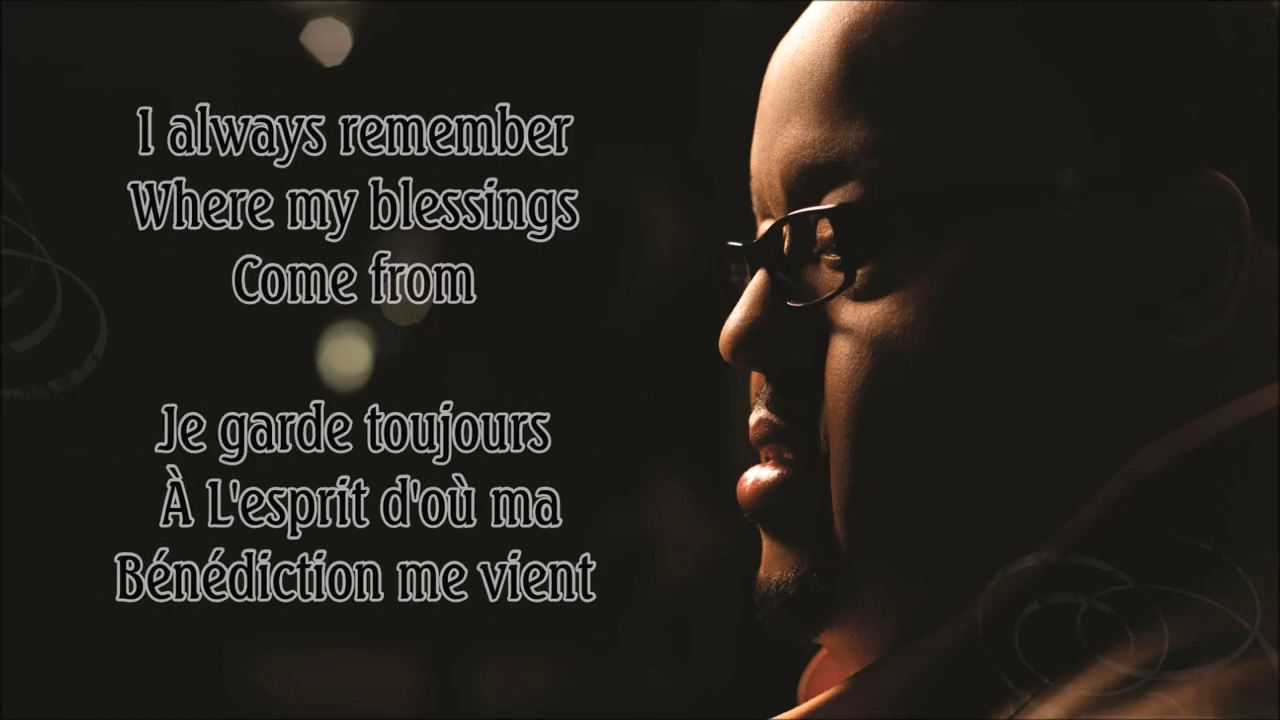 I always remember
Where my blessings
Come from
Je garde toujours
À L'esprit d'où ma
Bénédiction me vient